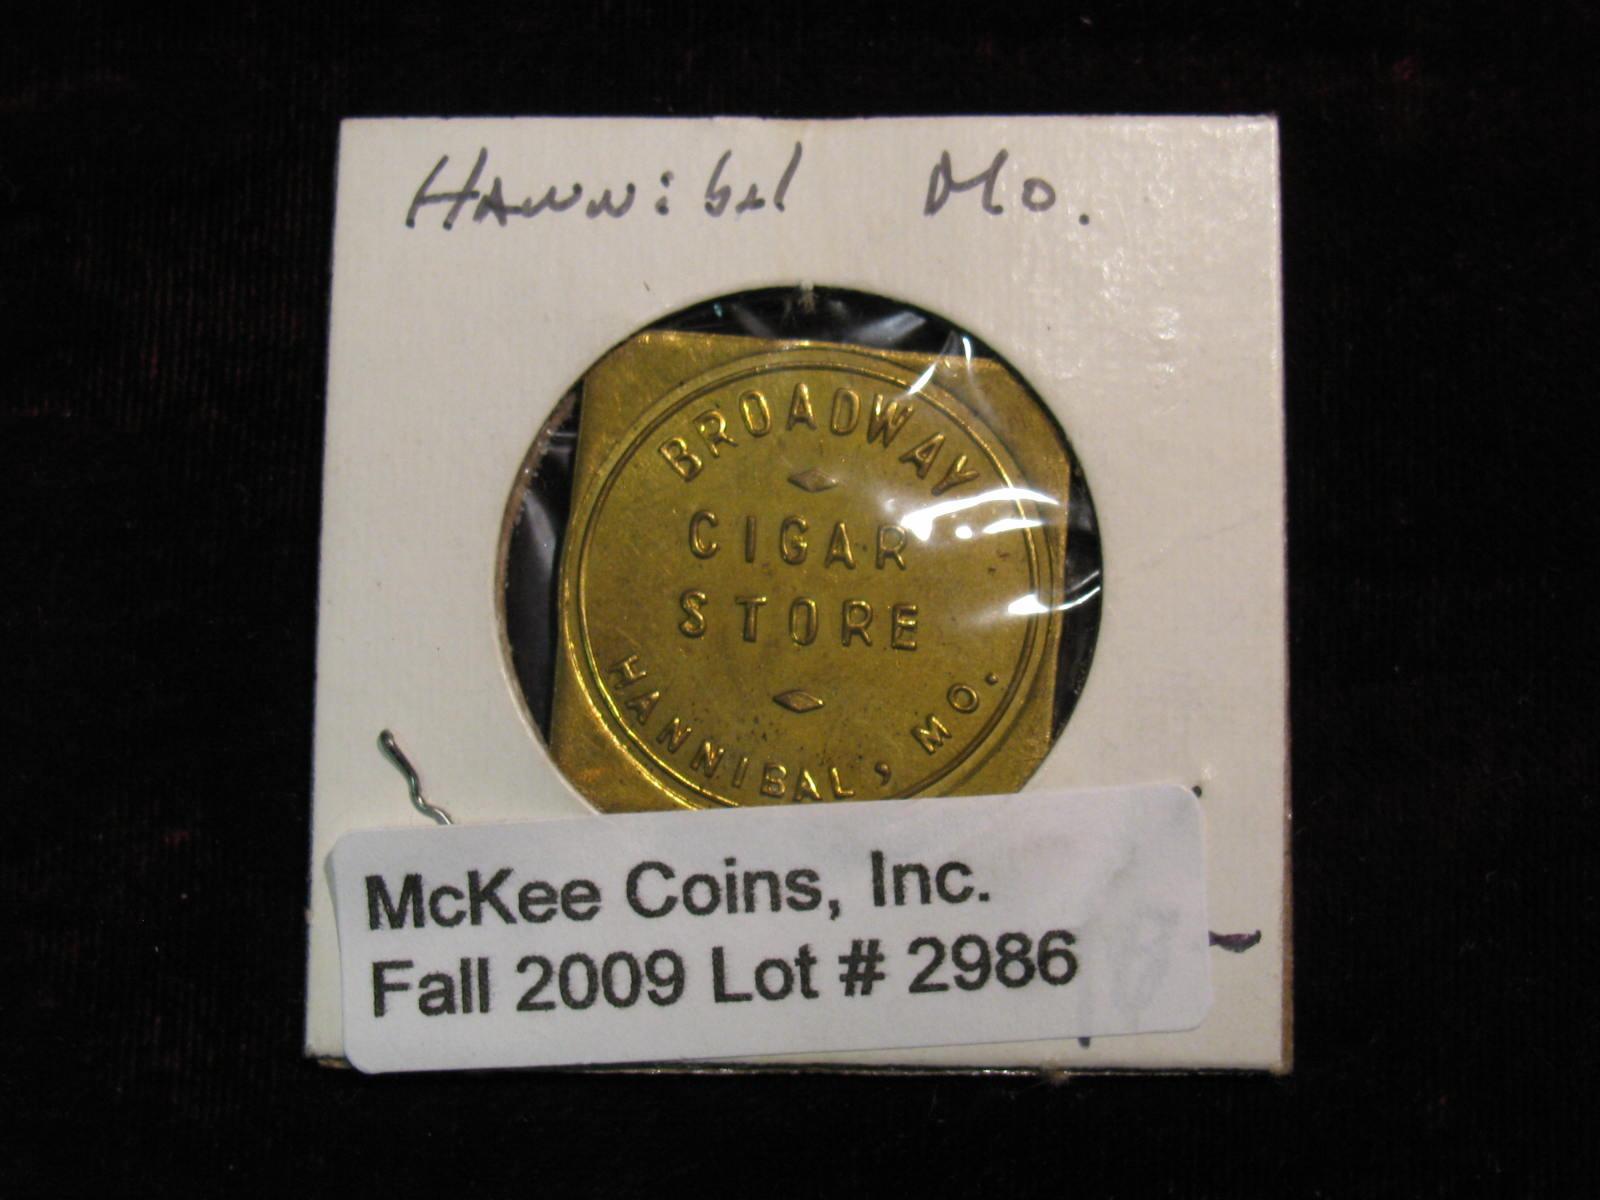 Hannibal Mo.
BROADWAY
CIGAR
STORE
HANNIBAL, MO.
McKee Coins, Inc.
Fall 2009 Lot # 2986